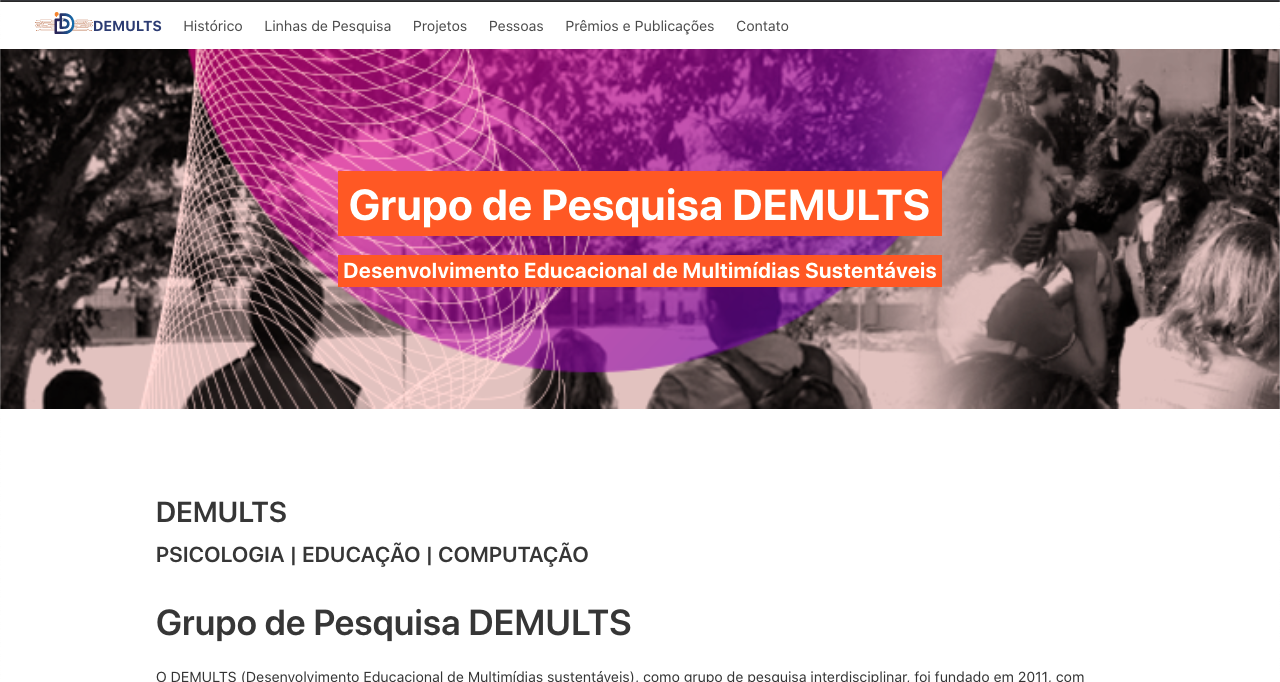 DEMULTS Histórico Linhas de Pesquisa Projetos Pessoas Prêmios e Publicações Contato
Grupo de Pesquisa DEMULTS
Desenvolvimento Educacional de Multimídias Sustentáveis
DEMULTS
PSICOLOGIA | EDUCAÇÃO | COMPUTAÇÃO
Grupo de Pesquisa DEMULTS
O DEMULTS (Desenvolvimento Educacional de Multimídias sustentáveis), como grupo de pesquisa interdisciplinar, foi fundado em 2011, com